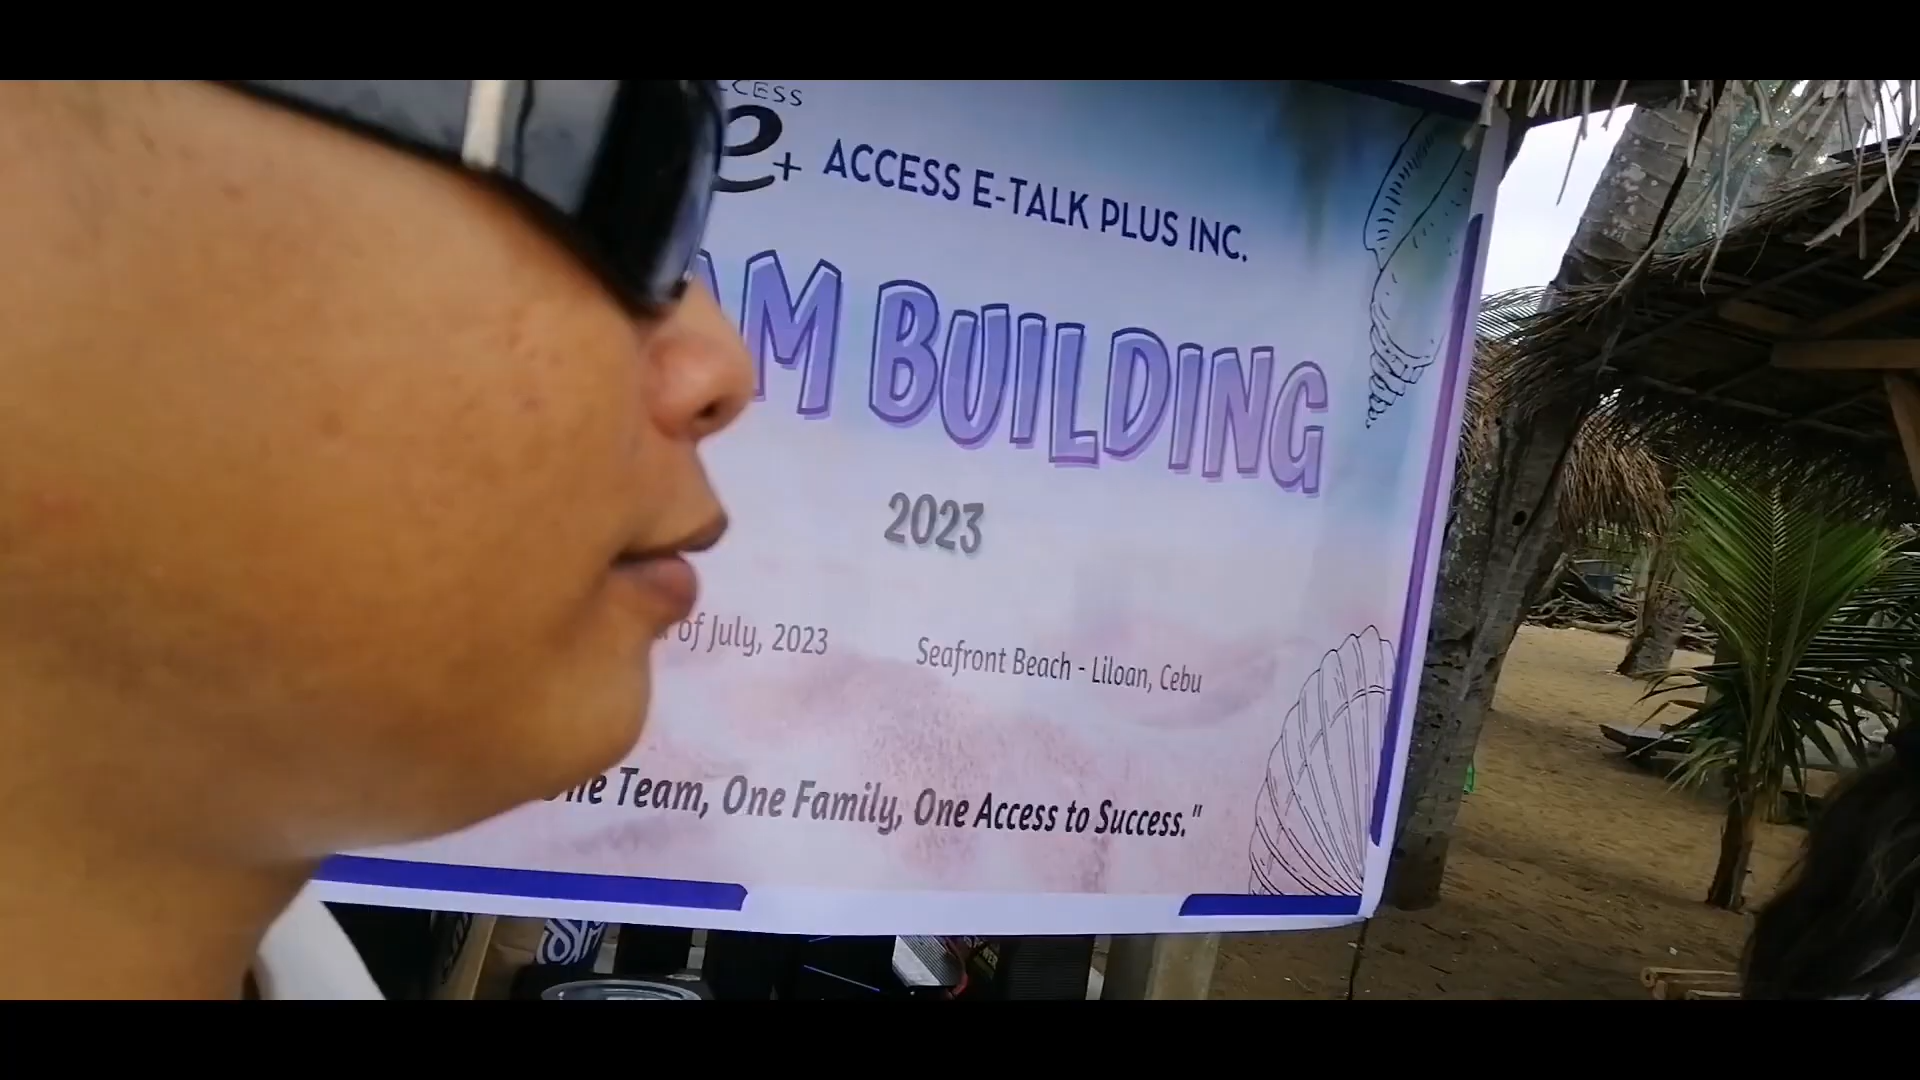 ACCESS E-TALK PLUS INC.
BUILDING
2023
of July, 2023
Seafront Beach - Liloan, Cebu
Team, One Family, One Access to Success."